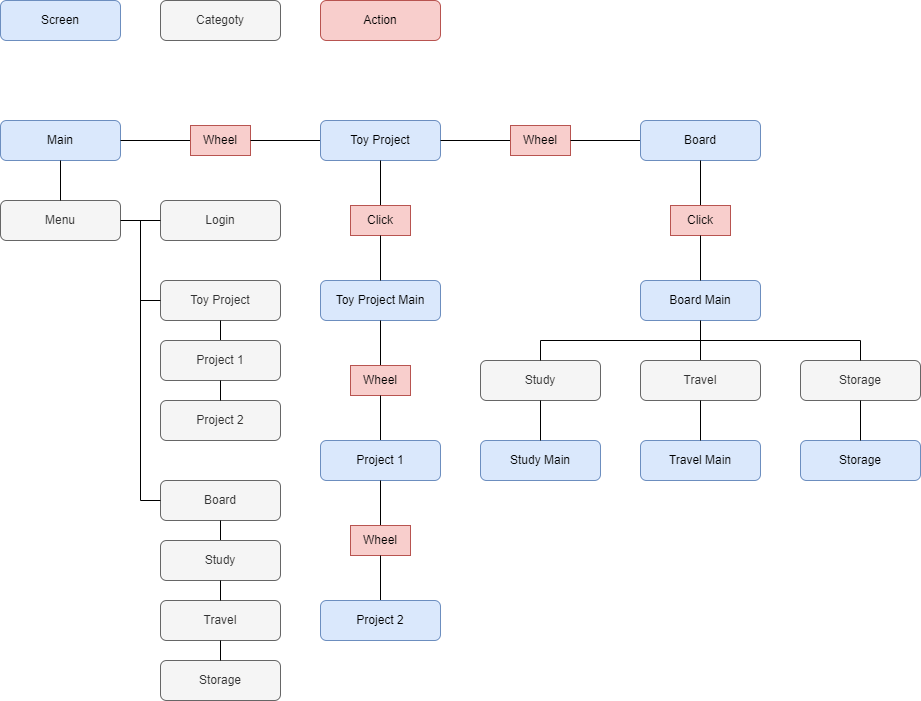 Screen
Categoty
Action
Main
Wheel
Toy Project
Wheel
Board
Menu
Login
Click
Click
Toy Project
Toy Project Main
Board Main
Project 1
Wheel
Study
Travel
Storage
Project 2
Project 1
Study Main
Travel Main
Storage
Board
Wheel
Study
Travel
Project 2
Storage